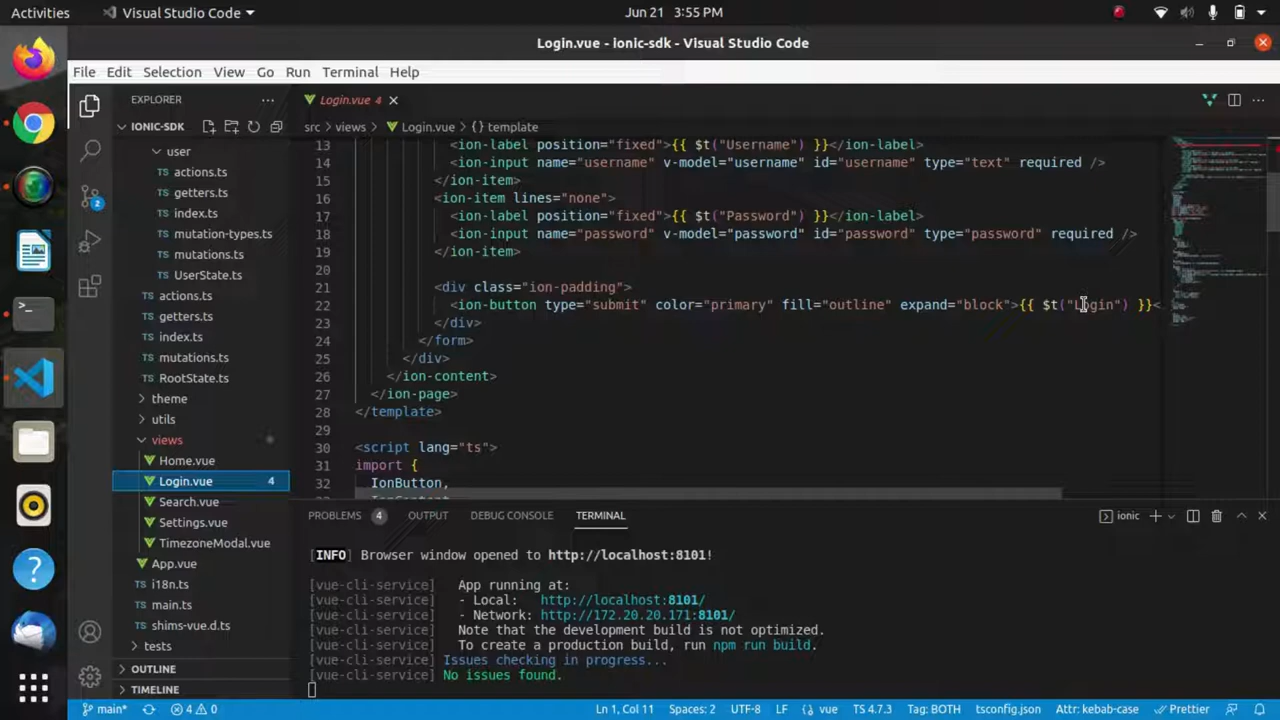 Activities
Visual Studio Code
Jun 21 3:55 PM
Login.vue - ionic-sdk - Visual Studio Code
File Edit Selection View Go Run Terminal Help
EXPLORER
IONIC-SDK
user
actions.ts
getters.ts
index.ts
mutation-types.ts
mutations.ts
UserState.ts
actions.ts
getters.ts
index.ts
mutations.ts
RootState.ts
theme
utils
views
Home.vue
Login.vue 4
Search.vue
Settings.vue
TimezoneModal.vue
App.vue
i18n.ts
main.ts
shims-vue.d.ts
tests
OUTLINE
TIMELINE
2
Login.vue 4
src > views > Login.vue > {} template
13 <ion-label position="fixed">{{ $t("Username") }}</ion-label>
14 <ion-input name="username" v-model="username" id="username" type="text" required />
15 </ion-item>
16 <ion-item lines="none">
17 <ion-label position="fixed">{{ $t("Password") }}</ion-label>
18 <ion-input name="password" v-model="password" id="password" type="password" required />
19 </ion-item>
20
21 <div class="ion-padding">
22 <ion-button type="submit" color="primary" fill="outline" expand="block">{{ $t("Login") }}<
23 </div>
24 </form>
25 </div>
26 </ion-content>
27 </ion-page>
28 </template>
29
30 <script lang="ts">
31 import {
32 IonButton,
PROBLEMS 4 OUTPUT DEBUG CONSOLE TERMINAL
ionic
[INFO] Browser window opened to http://localhost:8101!
[vue-cli-service] App running at:
[vue-cli-service] - Local: http://localhost:8101/
[vue-cli-service] - Network: http://172.20.20.171:8101/
[vue-cli-service] Note that the development build is not optimized.
[vue-cli-service] To create a production build, run npm run build.
[vue-cli-service] Issues checking in progress...
[vue-cli-service] No issues found.
main* 4 0 Ln 1, Col 11 Spaces: 2 UTF-8 LF {} vue Tag: BOTH TS 4.7.3 tsconfig.json Attr: kebab-case Prettier